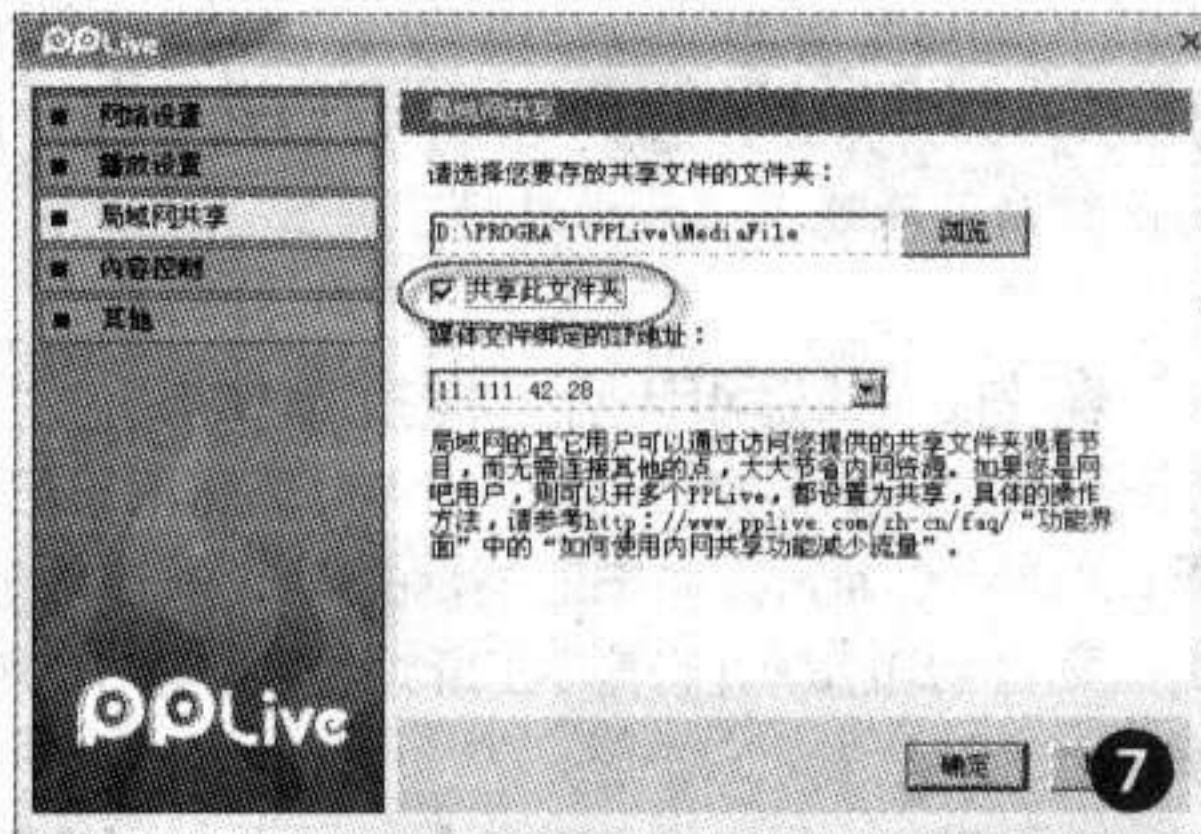 PPLive
网络设置
播放设置
局域网共享
内容控制
其他
PPLive
局域网共享
请选择您要存放共享文件的文件夹：
D:\PROGRA~1\PPLive\MediaFile
浏览
共享此文件夹
媒体文件绑定的IP地址：
11.111.42.28
局域网的其它用户可以通过访问您提供的共享文件夹观看节
目，而无需连接其他的点，大大节省内网资源。如果您是网
吧用户，则可以开多个PPLive，都设置为共享，具体的操作
方法，请参考http：//www.pplive.com/zh-cn/faq/“功能界
面”中的“如何使用内网共享功能减少流量”。
确定
7